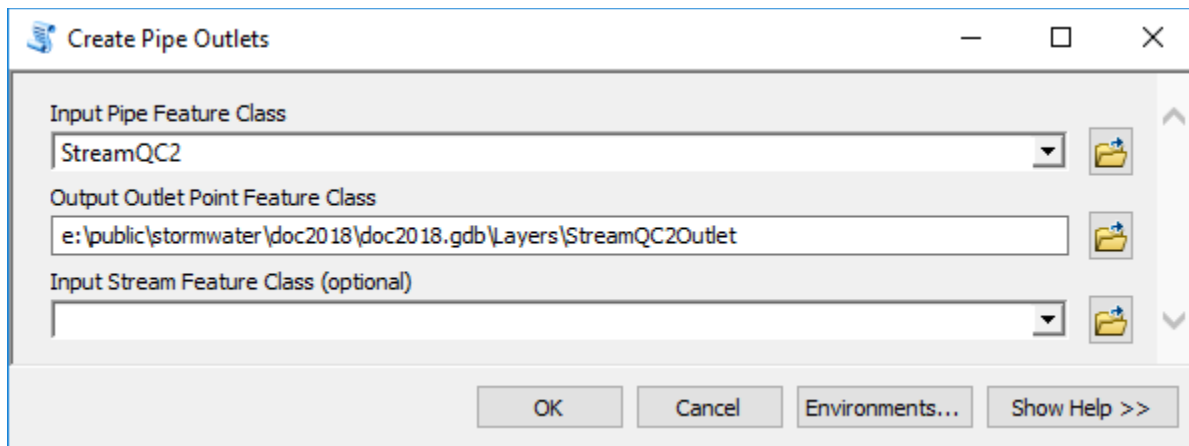 Create Pipe Outlets
Input Pipe Feature Class
StreamQC2
Output Outlet Point Feature Class
e:\public\stormwater\doc2018\doc2018.gdb\Layers\StreamQC2Outlet
Input Stream Feature Class (optional)
OK Cancel Environments... Show Help >>